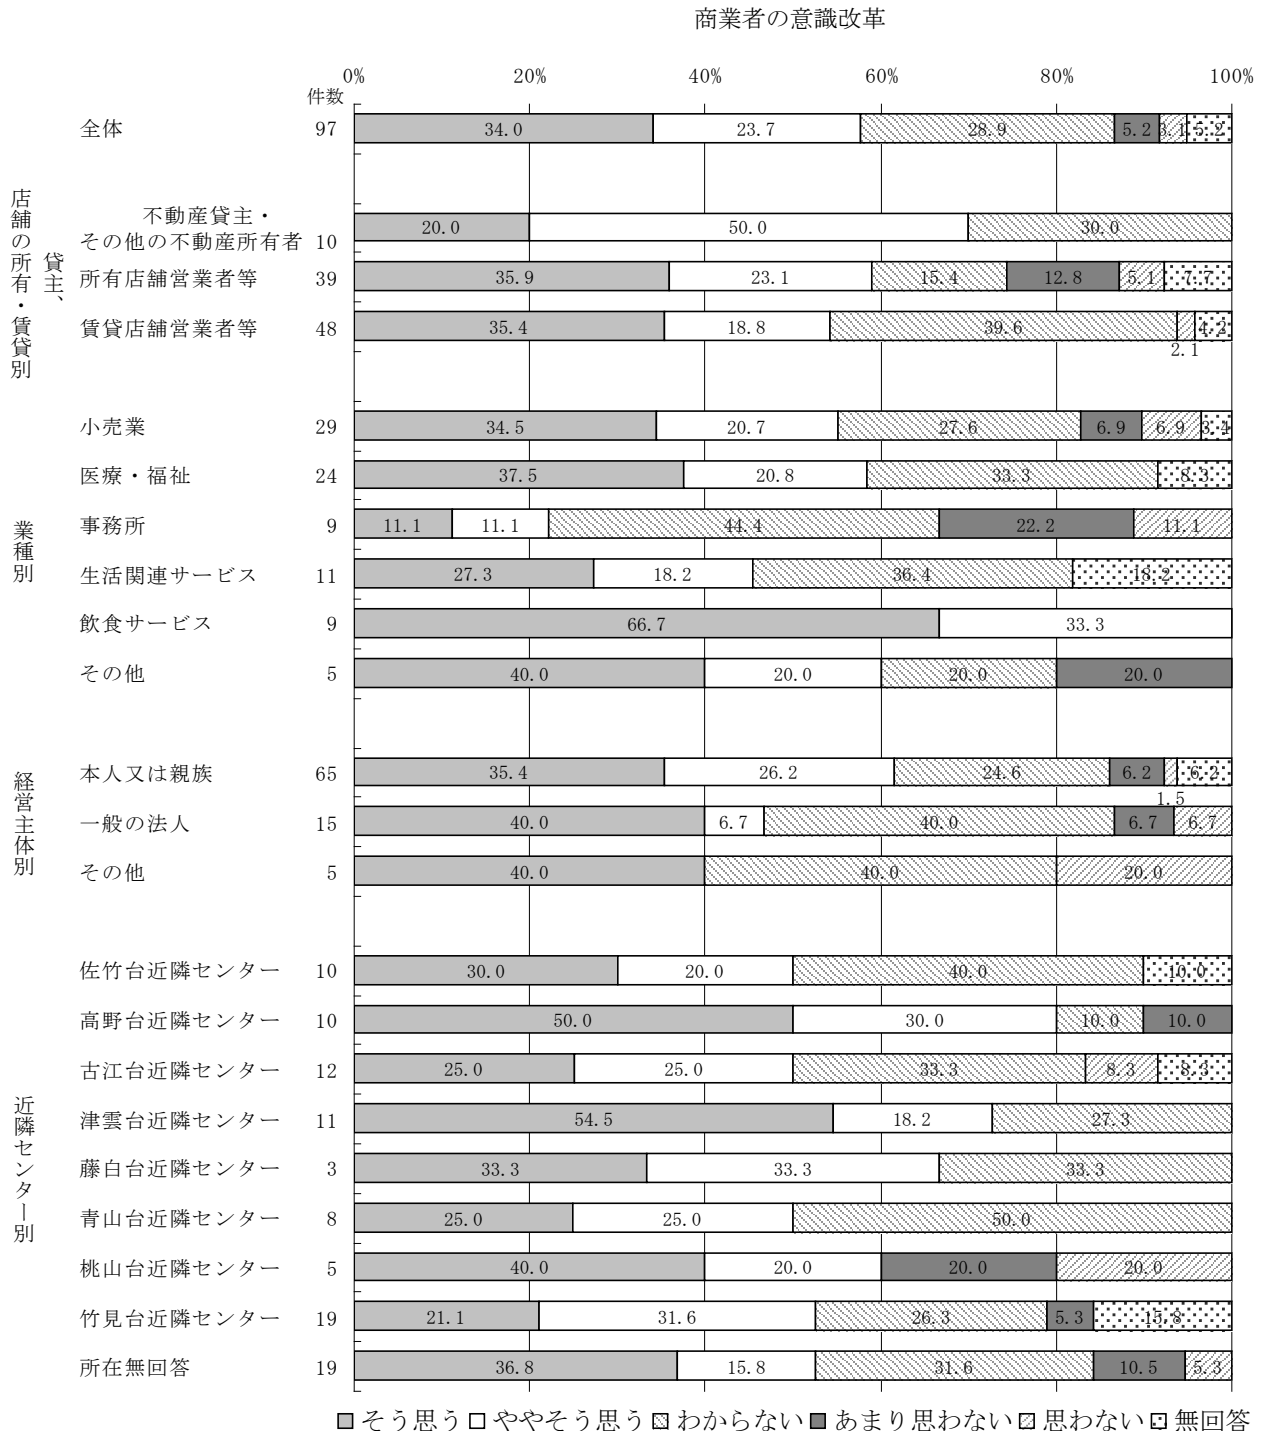 商業者の意識改革
0% 20% 40% 60% 80% 100%
件数
全体 97 34.0 23.7 28.9 5.2 3.1 5.2
店舗の所有・賃貸別
貸主、
不動産貸主・
その他の不動産所有者 10 20.0 50.0 30.0
所有店舗営業者等 39 35.9 23.1 15.4 12.8 5.1 7.7
賃貸店舗営業者等 48 35.4 18.8 39.6 4.2
2.1
業種別
小売業 29 34.5 20.7 27.6 6.9 6.9 3.4
医療・福祉 24 37.5 20.8 33.3 8.3
事務所 9 11.1 11.1 44.4 22.2 11.1
生活関連サービス 11 27.3 18.2 36.4 18.2
飲食サービス 9 66.7 33.3
その他 5 40.0 20.0 20.0 20.0
経営主体別
本人又は親族 65 35.4 26.2 24.6 6.2 6.2
1.5
一般の法人 15 40.0 6.7 40.0 6.7 6.7
その他 5 40.0 40.0 20.0
近隣センター別
佐竹台近隣センター 10 30.0 20.0 40.0 10.0
高野台近隣センター 10 50.0 30.0 10.0 10.0
古江台近隣センター 12 25.0 25.0 33.3 8.3 8.3
津雲台近隣センター 11 54.5 18.2 27.3
藤白台近隣センター 3 33.3 33.3 33.3
青山台近隣センター 8 25.0 25.0 50.0
桃山台近隣センター 5 40.0 20.0 20.0 20.0
竹見台近隣センター 19 21.1 31.6 26.3 5.3 15.8
所在無回答 19 36.8 15.8 31.6 10.5 5.3
そう思う ややそう思う わからない あまり思わない 思わない 無回答